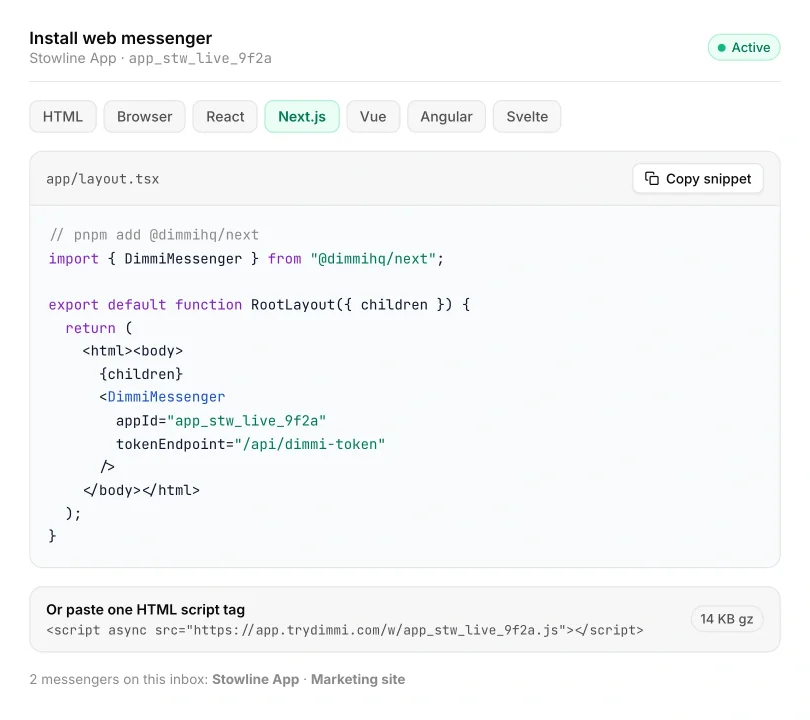 Install web messenger
Stowline App · app_stw_live_9f2a
Active
HTML
Browser
React
Next.js
Vue
Angular
Svelte
app/layout.tsx
Copy snippet
// pnpm add @dimmihq/next
import { DimmiMessenger } from "@dimmihq/next";
export default function RootLayout({ children }) {
return (
<html><body>
{children}
<DimmiMessenger
appId="app_stw_live_9f2a"
tokenEndpoint="/api/dimmi-token"
/>
</body></html>
);
}
Or paste one HTML script tag
<script async src="https://app.trydimmi.com/w/app_stw_live_9f2a.js"></script>
14 KB gz
2 messengers on this inbox: Stowline App · Marketing site